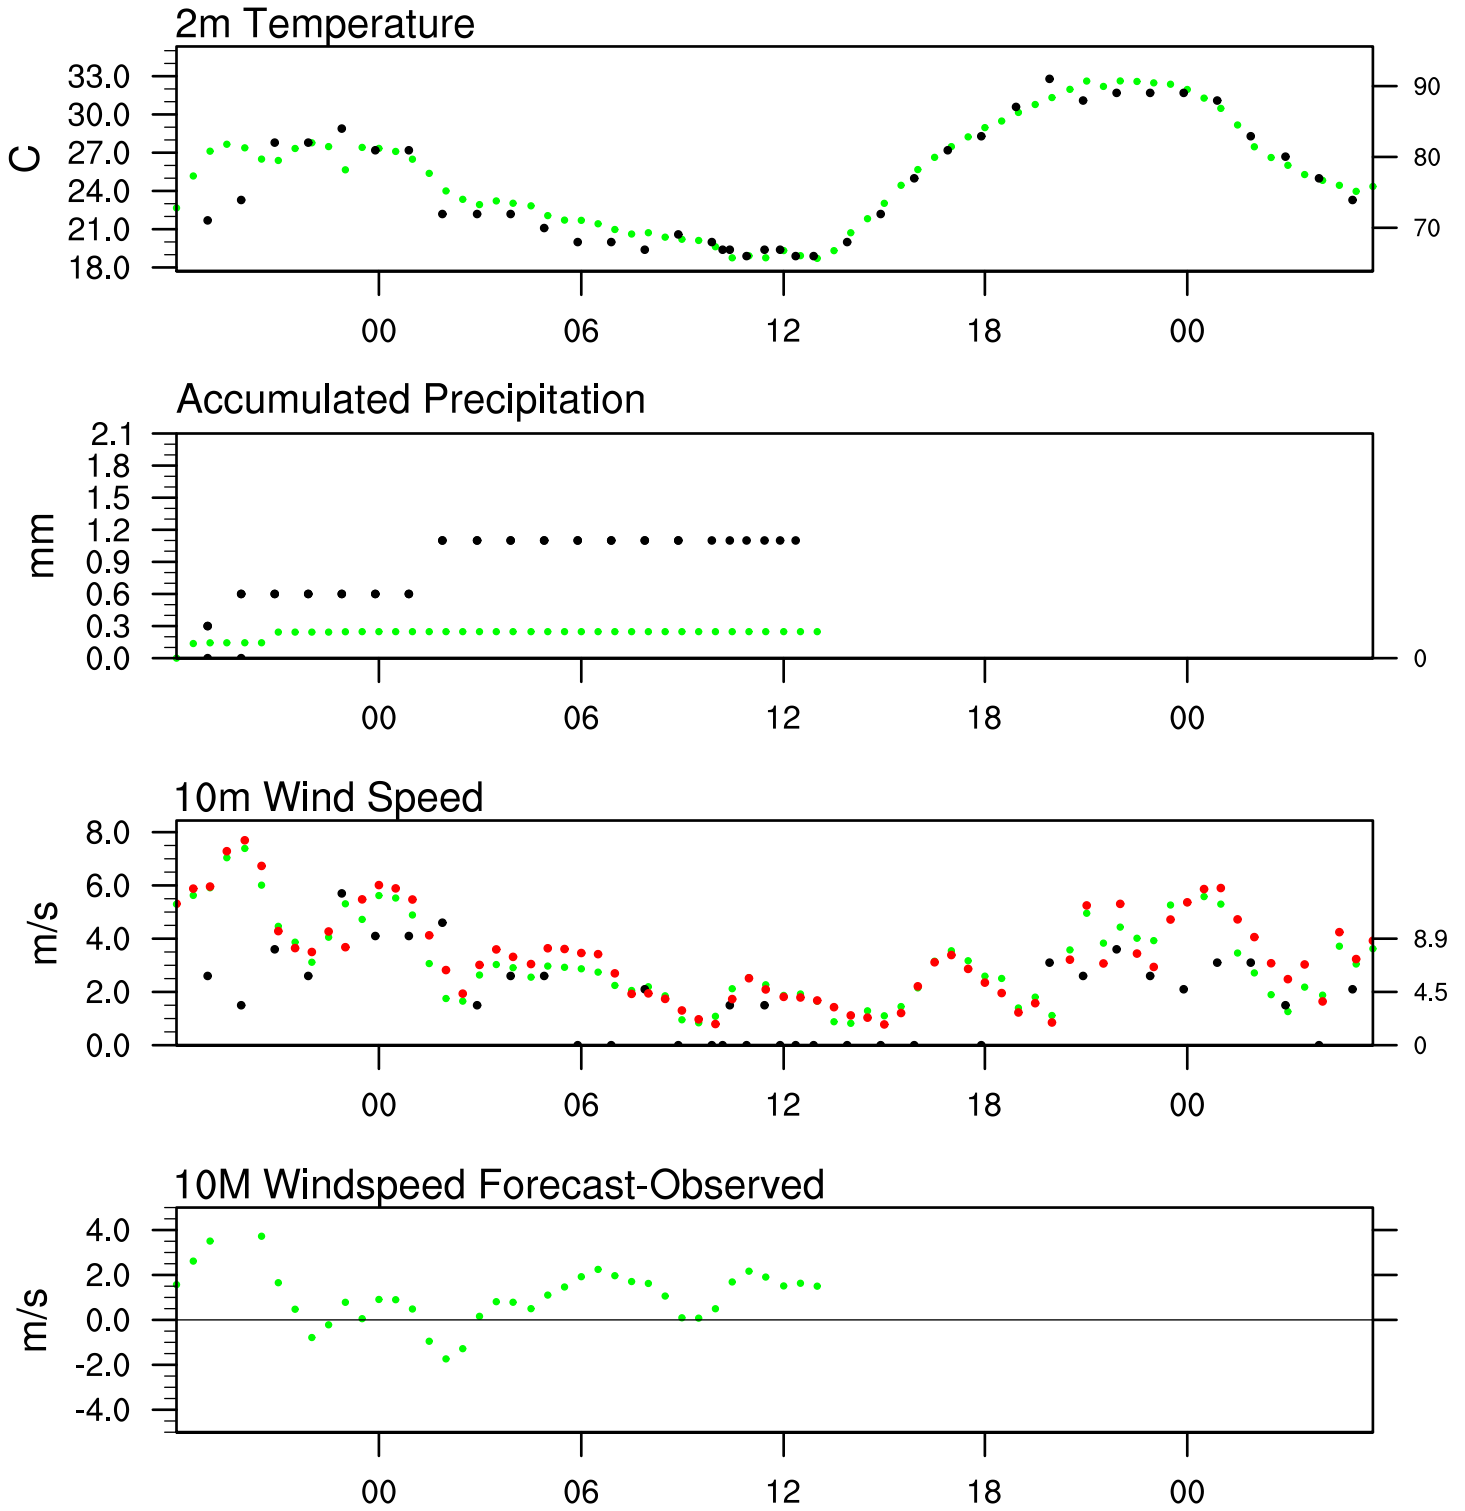 2m Temperature
33.0
30.0
27.0
24.0
21.0
18.0
C
90
80
70
00 06 12 18 00
Accumulated Precipitation
2.1
1.8
1.5
1.2
0.9
0.6
0.3
0.0
mm
0
00 06 12 18 00
10m Wind Speed
8.0
6.0
4.0
2.0
0.0
m/s
8.9
4.5
0
00 06 12 18 00
10M Windspeed Forecast-Observed
4.0
2.0
0.0
-2.0
-4.0
m/s
00 06 12 18 00